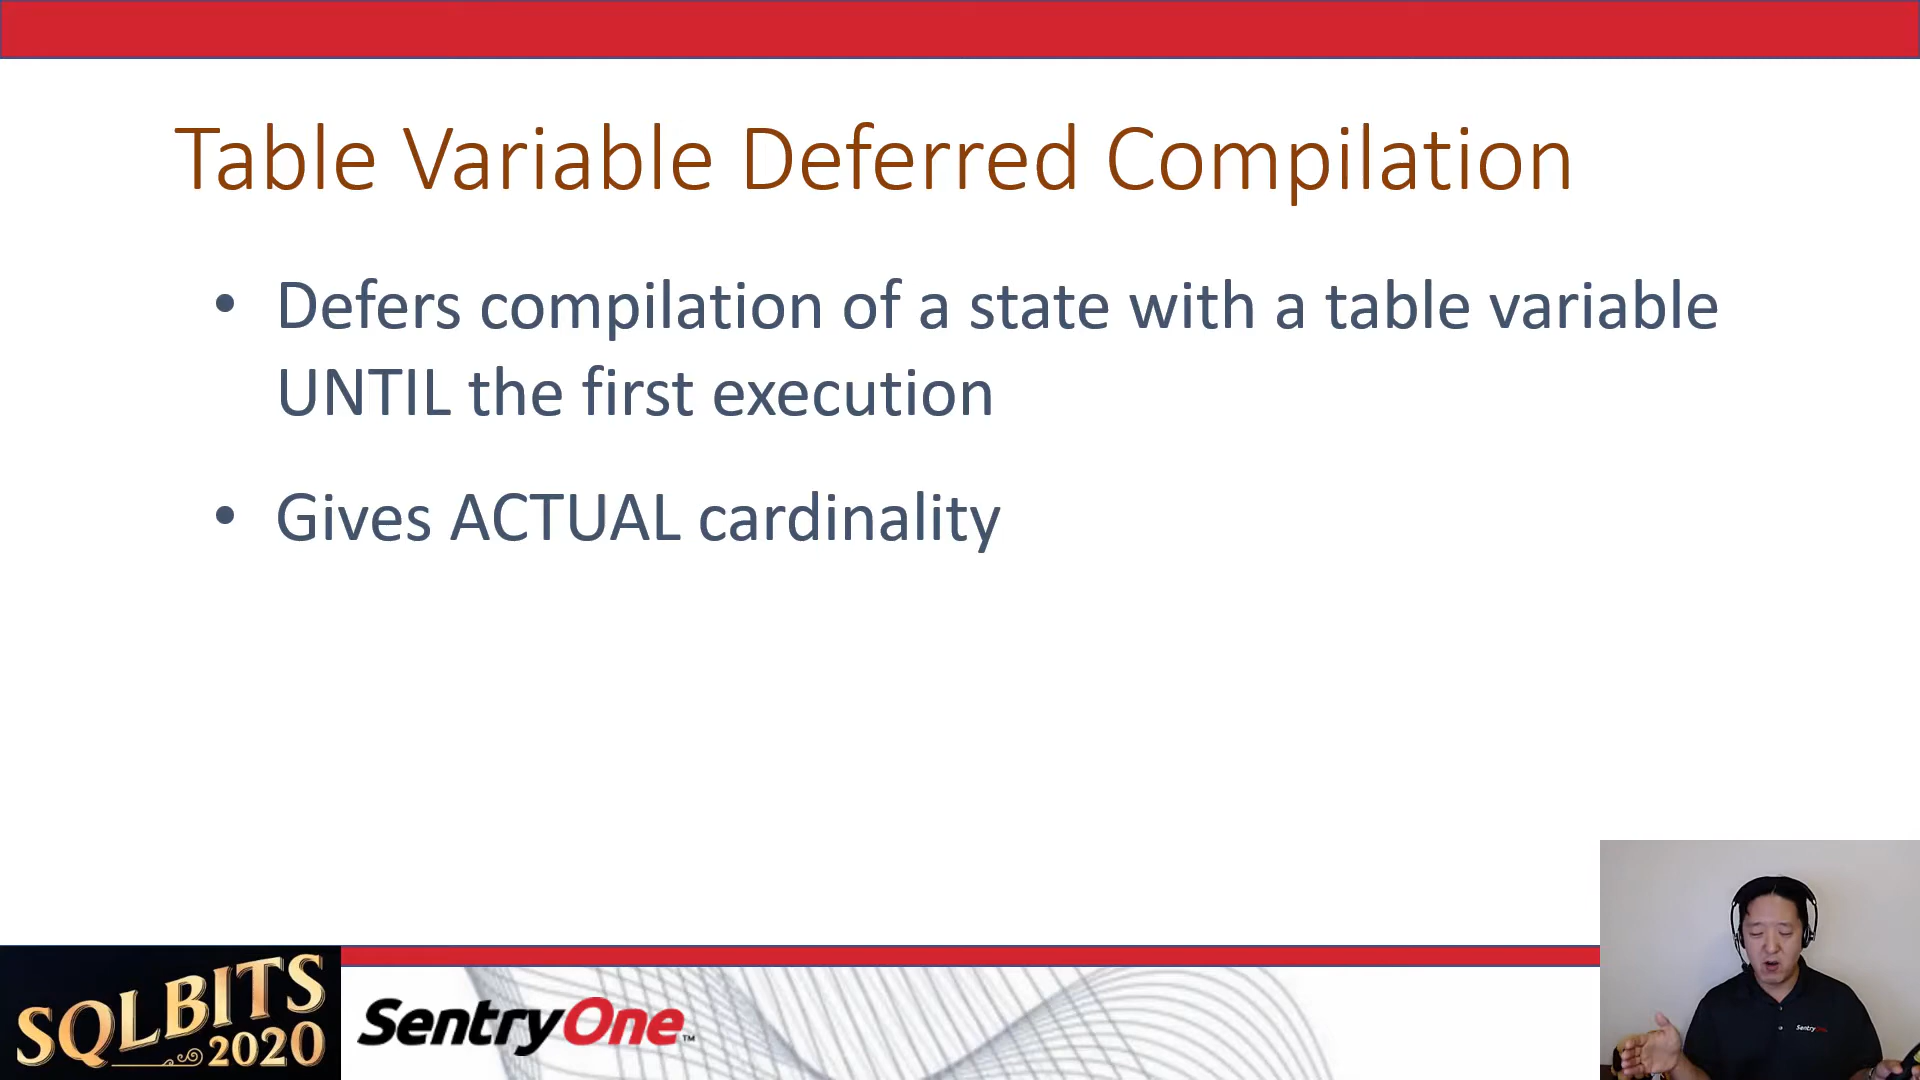 Table Variable Deferred Compilation
• Defers compilation of a state with a table variable
UNTIL the first execution
• Gives ACTUAL cardinality
SQLBITS
2020
SentryOne™
SentryOne